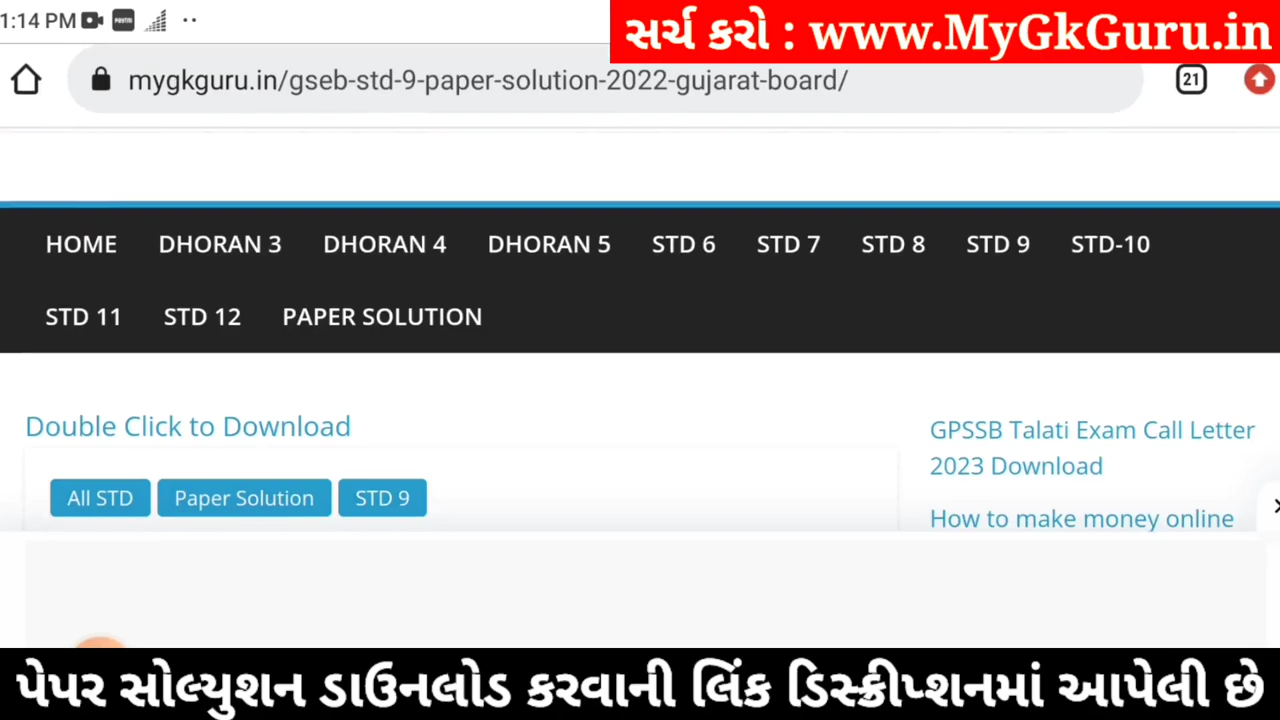 1:14 PM
સર્ચ કરો : www.MyGkGuru.in
mygkguru.in/gseb-std-9-paper-solution-2022-gujarat-board/
21
HOME DHORAN 3 DHORAN 4 DHORAN 5 STD 6 STD 7 STD 8 STD 9 STD-10
STD 11 STD 12 PAPER SOLUTION
Double Click to Download
All STD Paper Solution STD 9
GPSSB Talati Exam Call Letter
2023 Download
How to make money online
પેપર સોલ્યુશન ડાઉનલોડ કરવાની લિંક ડિસ્ક્રીપ્શનમાં આપેલી છે